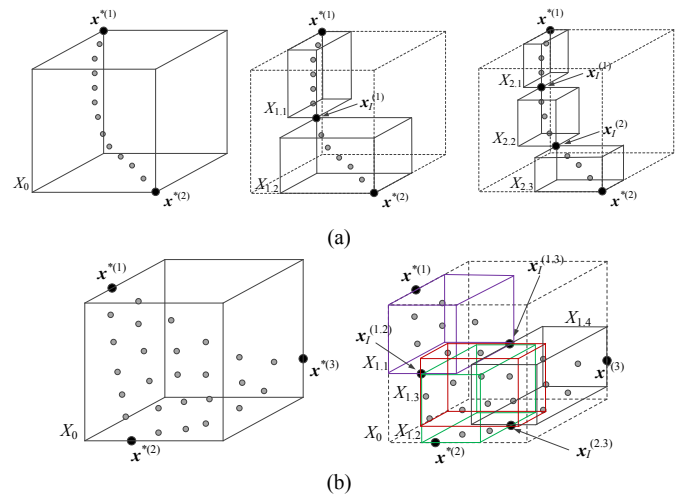 x*(1)
X0
x*(2)
x*(1)
xI(1)
X1.1
X1.2
x*(2)
x*(1)
xI(1)
X2.1
xI(2)
X2.2
X2.3
x*(2)
(a)
x*(1)
x*(3)
X0
x*(2)
x*(1)
xI(1.3)
xI(1.2)
X1.4
X1.1
x*(3)
X1.3
X0
X1.2
x*(2)
xI(2.3)
(b)